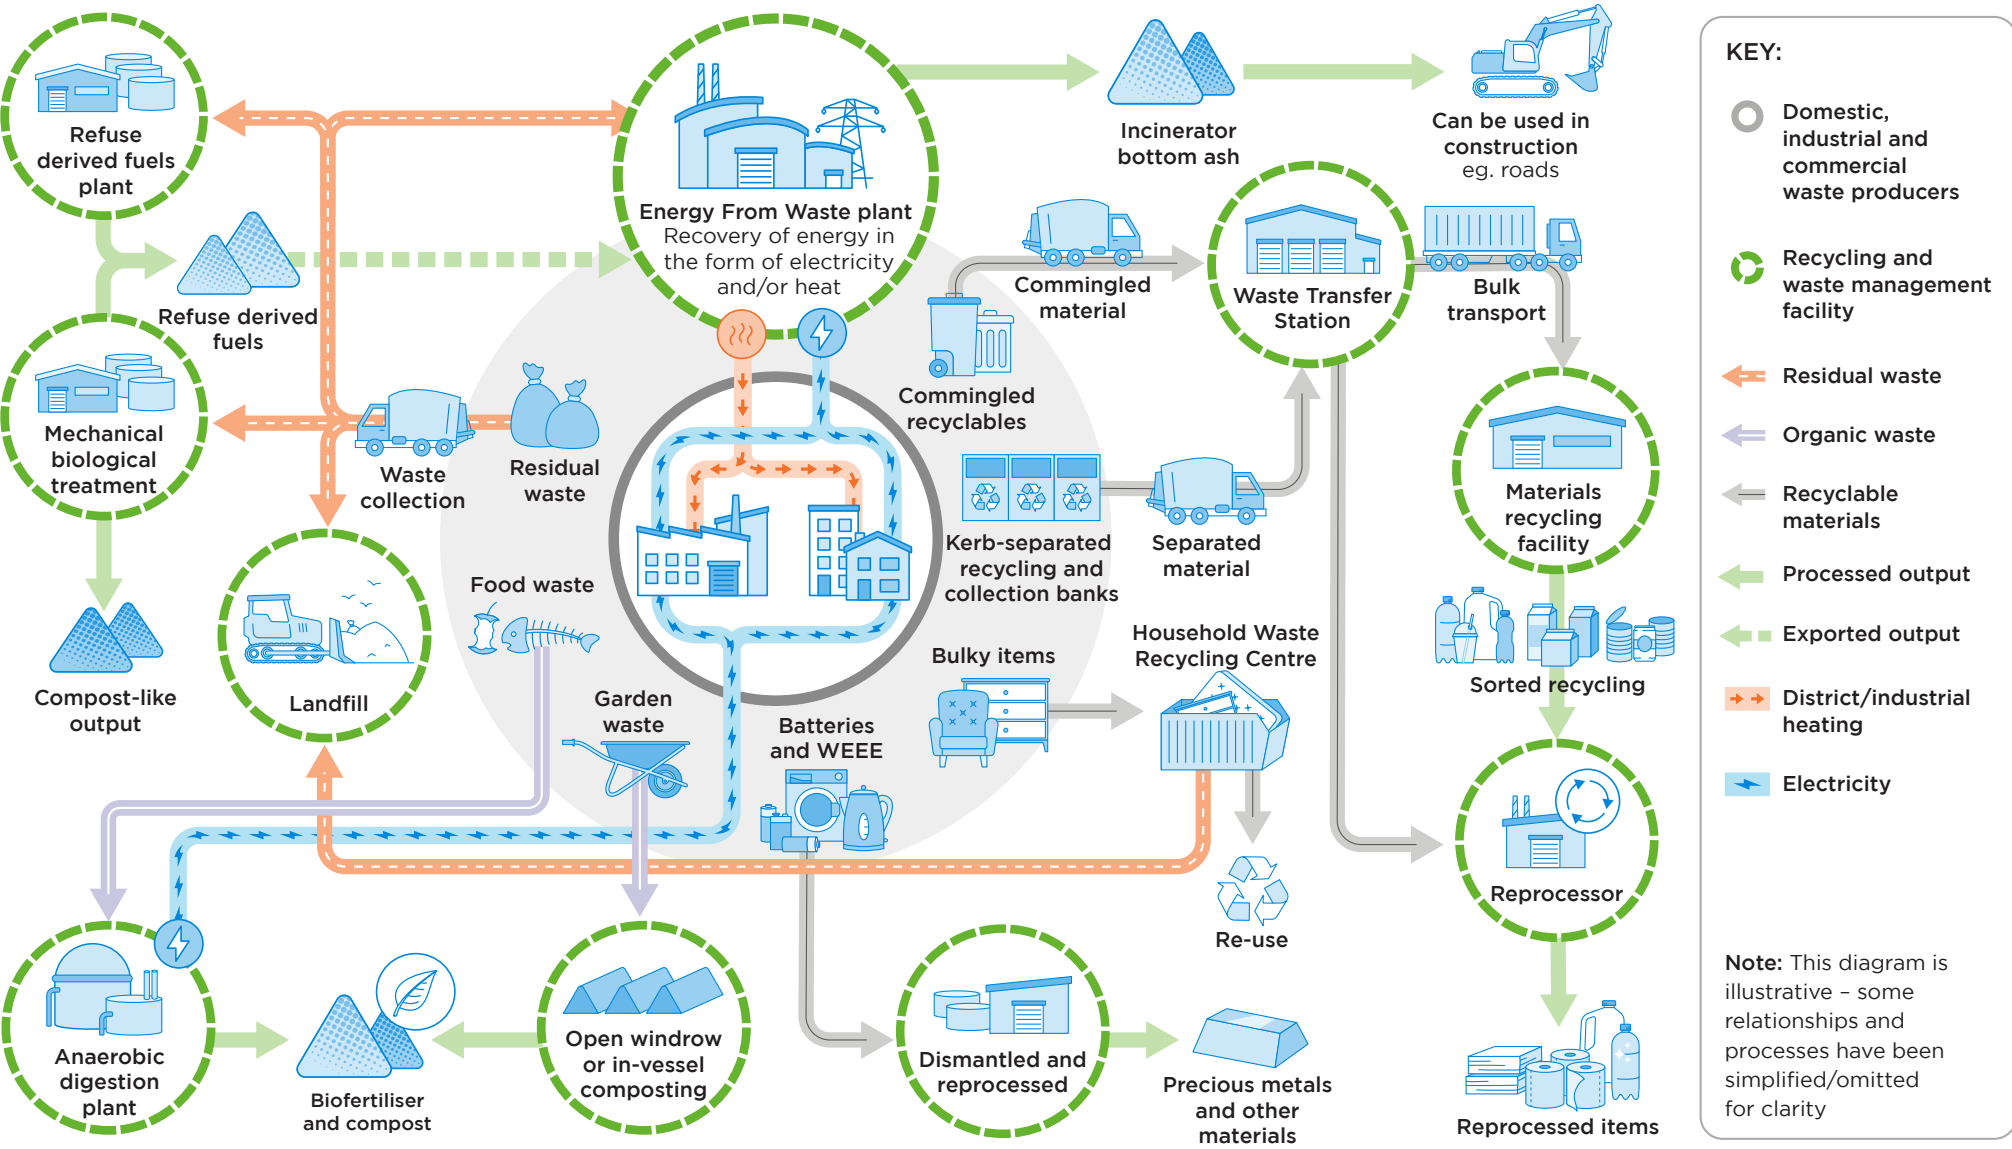 Refuse
derived fuels
plant
Energy From Waste plant
Recovery of energy in
the form of electricity
and/or heat
Incinerator
bottom ash
Can be used in
construction
eg. roads
Refuse derived
fuels
Commingled
material
Waste Transfer
Station
Bulk
transport
Mechanical
biological
treatment
Waste
collection
Residual
waste
Commingled
recyclables
Kerb-separated
recycling and
collection banks
Separated
material
Materials
recycling
facility
Compost-like
output
Landfill
Food waste
Garden
waste
Batteries
and WEEE
Bulky items
Household Waste
Recycling Centre
Sorted recycling
Re-use
Reprocessor
Anaerobic
digestion
plant
Biofertiliser
and compost
Open windrow
or in-vessel
composting
Dismantled and
reprocessed
Precious metals
and other
materials
Reprocessed items
KEY:
Domestic,
industrial and
commercial
waste producers
Recycling and
waste management
facility
Residual waste
Organic waste
Recyclable
materials
Processed output
Exported output
District/industrial
heating
Electricity
Note: This diagram is
illustrative – some
relationships and
processes have been
simplified/omitted
for clarity